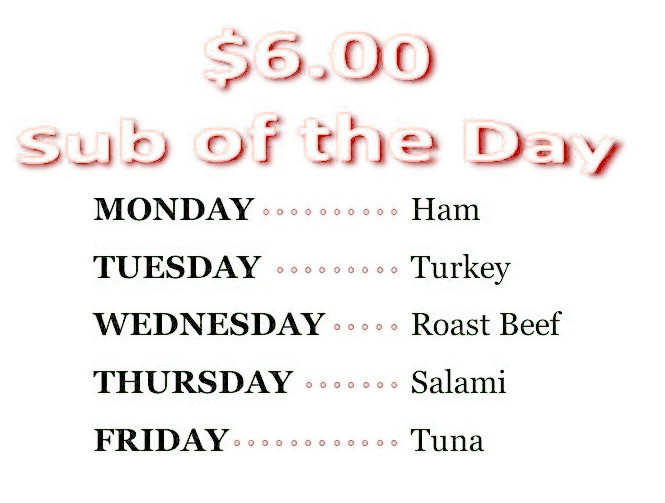 $6.00
Sub of the Day
MONDAY Ham
TUESDAY Turkey
WEDNESDAY Roast Beef
THURSDAY Salami
FRIDAY Tuna